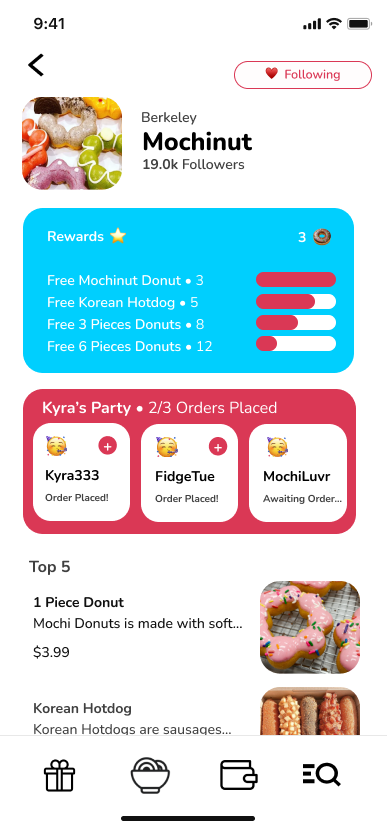 9:41
Following
Berkeley
Mochinut
19.0k Followers
Rewards
3
Free Mochinut Donut • 3
Free Korean Hotdog • 5
Free 3 Pieces Donuts • 8
Free 6 Pieces Donuts • 12
Kyra's Party • 2/3 Orders Placed
Kyra333
Order Placed!
FidgeTue
Order Placed!
MochiLuvr
Awaiting Order...
Top 5
1 Piece Donut
Mochi Donuts is made with soft...
$3.99
Korean Hotdog
Korean Hotdogs are sausages...